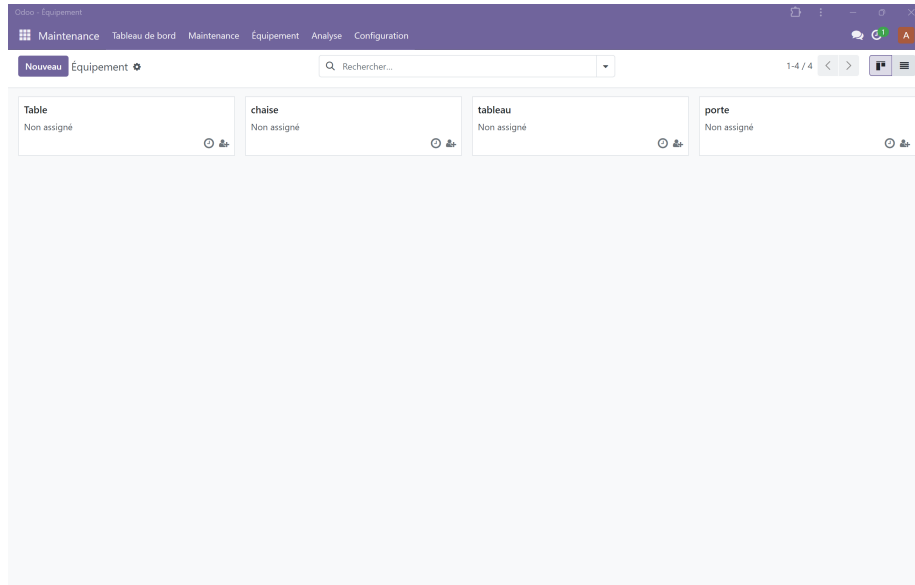 Odoo - Équipement
Maintenance Tableau de bord Maintenance Équipement Analyse Configuration 1 A
Nouveau Équipement Rechercher... 1-4 / 4
Table chaise tableau porte
Non assigné Non assigné Non assigné Non assigné